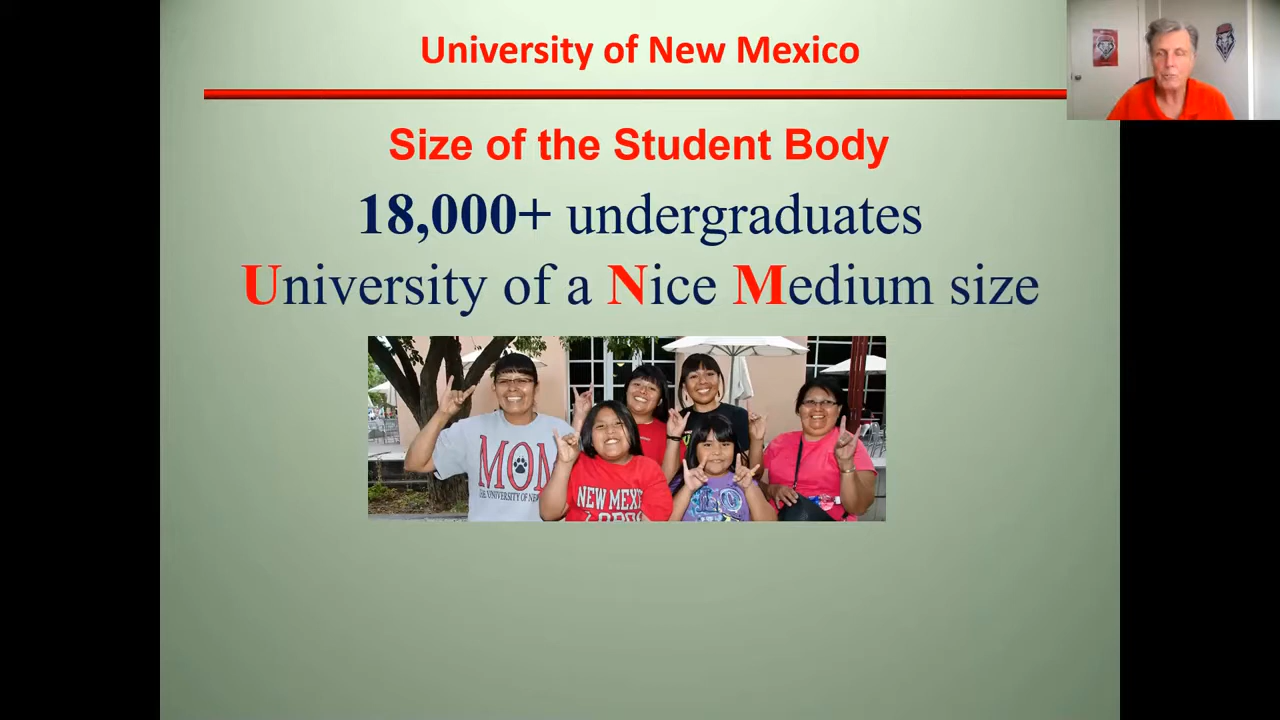 University of New Mexico
Size of the Student Body
18,000+ undergraduates
University of a Nice Medium size
MOM
NEW MEXI